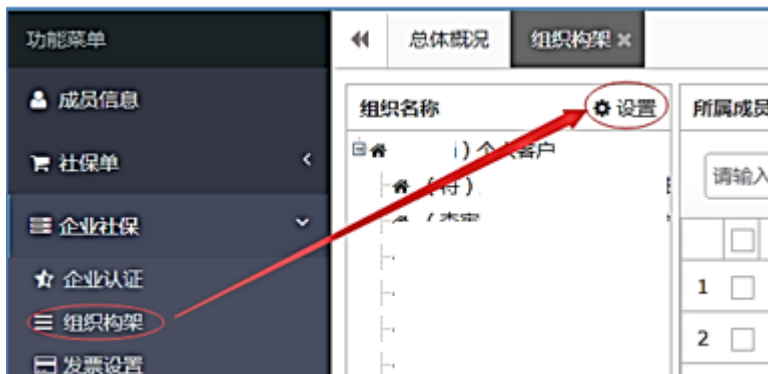 功能菜单
总体概况
组织构架
成员信息
社保单
企业社保
企业认证
组织构架
发票设置
组织名称
设置
i）个人客户
（符）
所属成员
请输入
1
2